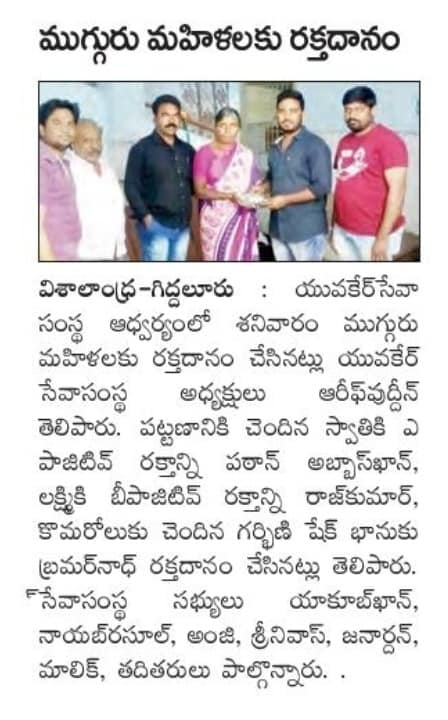 ముగ్గురు మహిళలకు రక్తదానం
విశాలాంధ్ర-గిద్దలూరు : యువకేర్‌సేవా
సంస్థ ఆధ్వర్యంలో శనివారం ముగ్గురు
మహిళలకు రక్తదానం చేసినట్లు యువకేర్
సేవాసంస్థ అధ్యక్షులు ఆరీఫ్‌వుద్దీన్
తెలిపారు. పట్టణానికి చెందిన స్వాతికి ఎ
పాజిటివ్ రక్తాన్ని పఠాన్ అబ్బాస్‌ఖాన్,
లక్ష్మికి బీపాజిటివ్ రక్తాన్ని రాజ్‌కుమార్,
కొమరోలుకు చెందిన గర్భిణి షేక్ భానుకు
బ్రమర్‌నాధ్ రక్తదానం చేసినట్లు తెలిపారు.
సేవాసంస్థ సభ్యులు యాకూబ్‌ఖాన్,
నాయబ్‌రసూల్, అంజి, శ్రీనివాస్, జనార్దన్,
మాలిక్, తదితరులు పాల్గొన్నారు. .